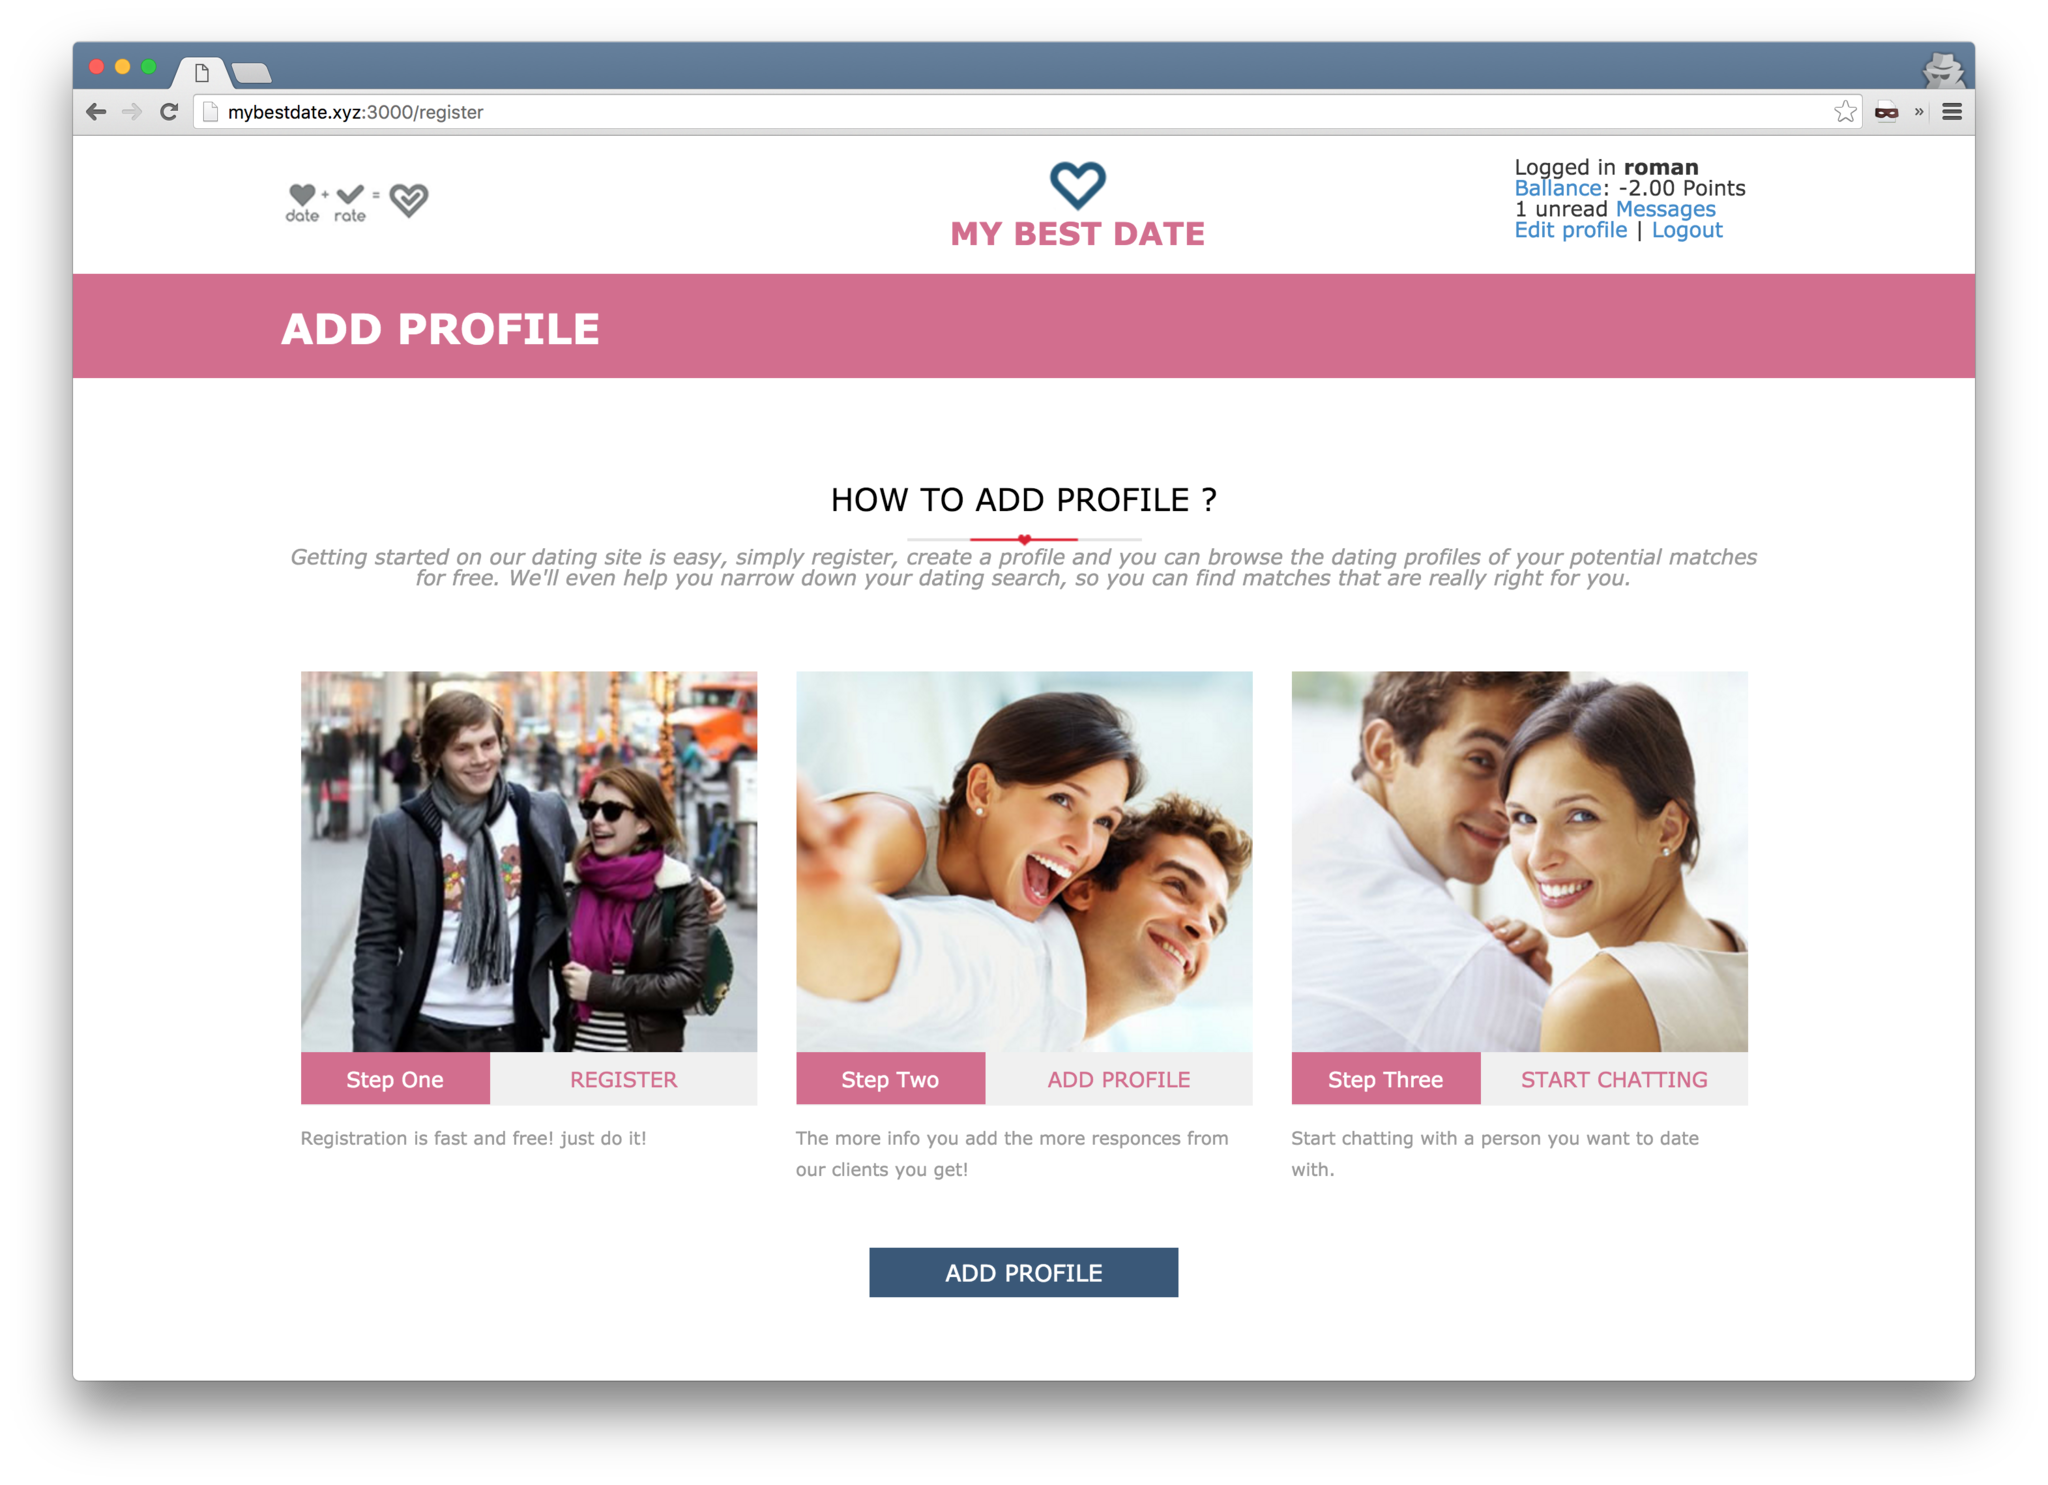 mybestdate.xyz:3000/register
date + rate =
MY BEST DATE
Logged in roman
Ballance: -2.00 Points
1 unread Messages
Edit profile | Logout
ADD PROFILE
HOW TO ADD PROFILE ?
Getting started on our dating site is easy, simply register, create a profile and you can browse the dating profiles of your potential matches
for free. We'll even help you narrow down your dating search, so you can find matches that are really right for you.
Step One REGISTER
Registration is fast and free! just do it!
Step Two ADD PROFILE
The more info you add the more responces from
our clients you get!
Step Three START CHATTING
Start chatting with a person you want to date
with.
ADD PROFILE